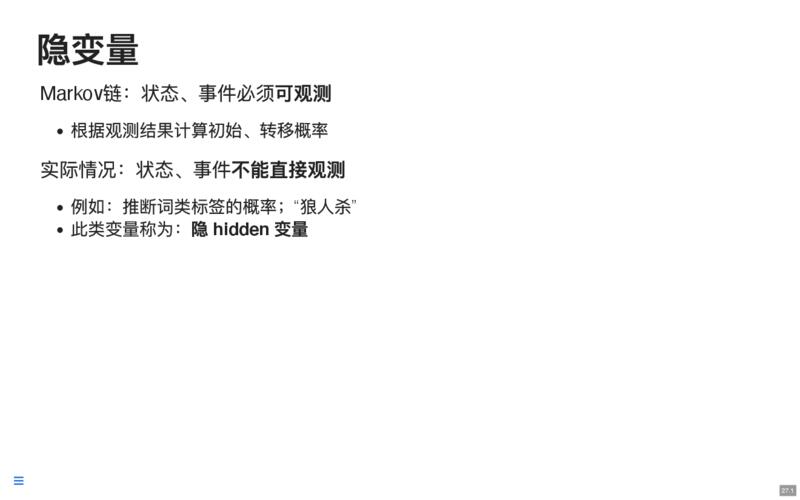 隐变量
Markov链：状态、事件必须可观测
根据观测结果计算初始、转移概率
实际情况：状态、事件不能直接观测
例如：推断词类标签的概率；“狼人杀”
此类变量称为：隐 hidden 变量
27.1